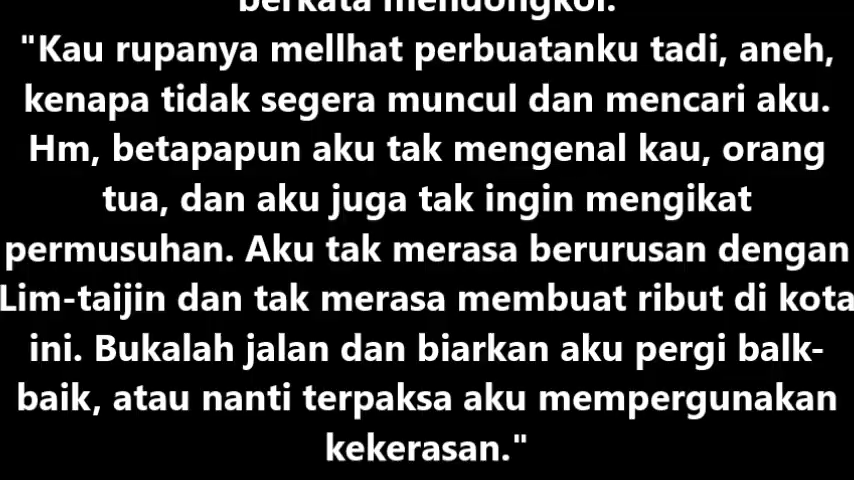 berkata mendongkol.
"Kau rupanya mellhat perbuatanku tadi, aneh,
kenapa tidak segera muncul dan mencari aku.
Hm, betapapun aku tak mengenal kau, orang
tua, dan aku juga tak ingin mengikat
permusuhan. Aku tak merasa berurusan dengan
Lim-taijin dan tak merasa membuat ribut di kota
ini. Bukalah jalan dan biarkan aku pergi balk-
baik, atau nanti terpaksa aku mempergunakan
kekerasan."